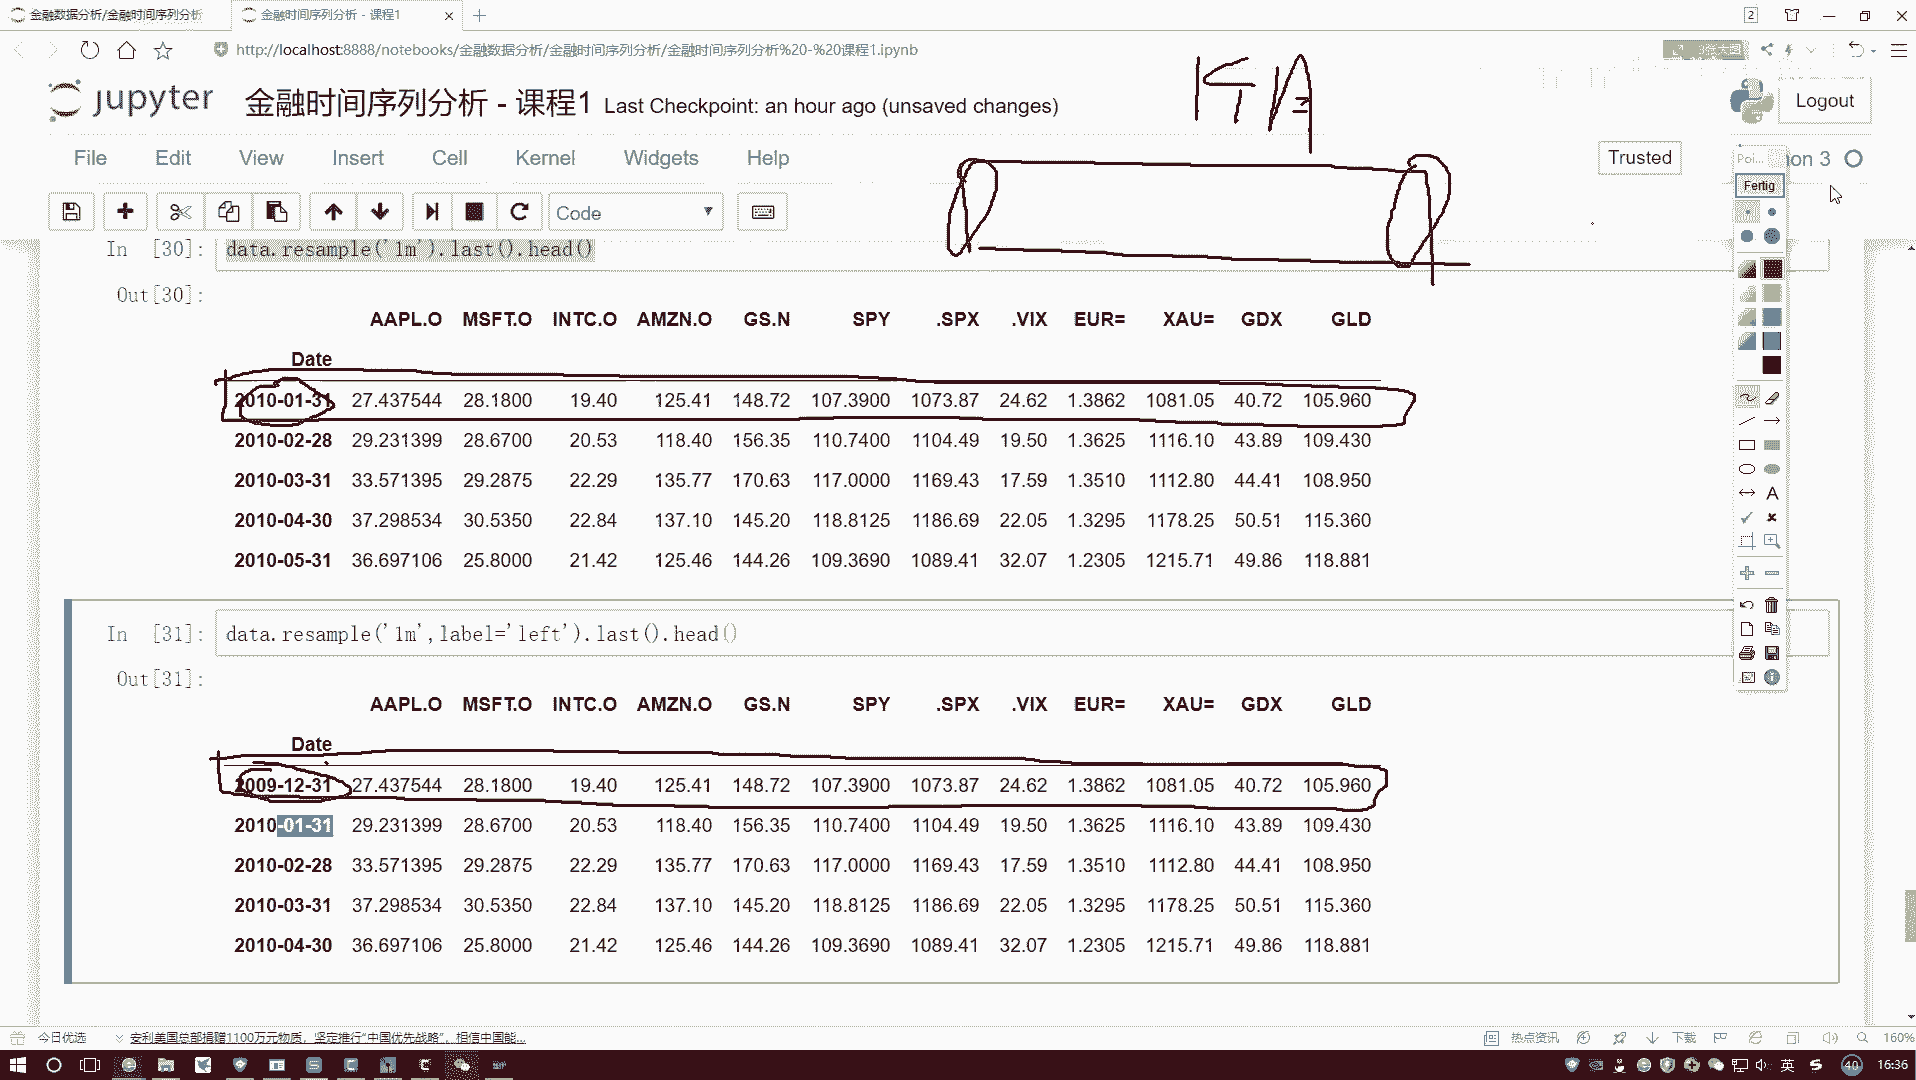 金融数据分析/金融时间序列分析
金融时间序列分析 - 课程1
2
http://localhost:8888/notebooks/金融数据分析/金融时间序列分析/金融时间序列分析%20-%20课程1.ipynb
3张大图
jupyter 金融时间序列分析 - 课程1 Last Checkpoint: an hour ago (unsaved changes)
Logout
File Edit View Insert Cell Kernel Widgets Help
Trusted
Poi...
on 3
Fertig
Code
In [30]: data.resample('1m').last().head()
Out[30]:
AAPL.O MSFT.O INTC.O AMZN.O GS.N SPY .SPX .VIX EUR= XAU= GDX GLD
Date
2010-01-31 27.437544 28.1800 19.40 125.41 148.72 107.3900 1073.87 24.62 1.3862 1081.05 40.72 105.960
2010-02-28 29.231399 28.6700 20.53 118.40 156.35 110.7400 1104.49 19.50 1.3625 1116.10 43.89 109.430
2010-03-31 33.571395 29.2875 22.29 135.77 170.63 117.0000 1169.43 17.59 1.3510 1112.80 44.41 108.950
2010-04-30 37.298534 30.5350 22.84 137.10 145.20 118.8125 1186.69 22.05 1.3295 1178.25 50.51 115.360
2010-05-31 36.697106 25.8000 21.42 125.46 144.26 109.3690 1089.41 32.07 1.2305 1215.71 49.86 118.881
In [31]: data.resample('1m',label='left').last().head()
Out[31]:
AAPL.O MSFT.O INTC.O AMZN.O GS.N SPY .SPX .VIX EUR= XAU= GDX GLD
Date
2009-12-31 27.437544 28.1800 19.40 125.41 148.72 107.3900 1073.87 24.62 1.3862 1081.05 40.72 105.960
2010-01-31 29.231399 28.6700 20.53 118.40 156.35 110.7400 1104.49 19.50 1.3625 1116.10 43.89 109.430
2010-02-28 33.571395 29.2875 22.29 135.77 170.63 117.0000 1169.43 17.59 1.3510 1112.80 44.41 108.950
2010-03-31 37.298534 30.5350 22.84 137.10 145.20 118.8125 1186.69 22.05 1.3295 1178.25 50.51 115.360
2010-04-30 36.697106 25.8000 21.42 125.46 144.26 109.3690 1089.41 32.07 1.2305 1215.71 49.86 118.881
今日优选
安利美国总部捐赠1100万元物质，坚定推行“中国优先战略”，相信中国能...
热点资讯
下载
160%
英
40
16:36